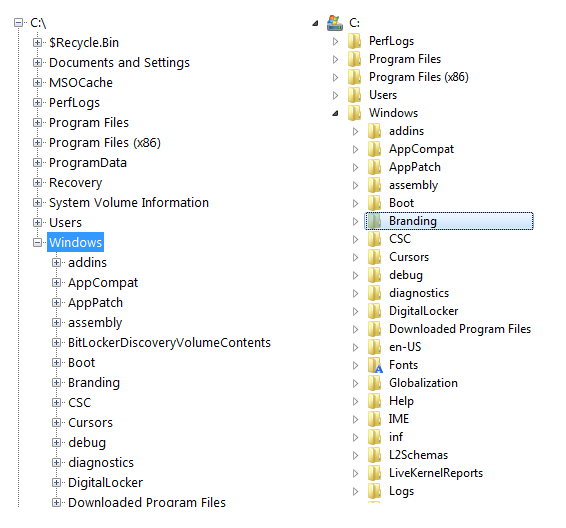 C:\
$Recycle.Bin
Documents and Settings
MSOCache
PerfLogs
Program Files
Program Files (x86)
ProgramData
Recovery
System Volume Information
Users
Windows
addins
AppCompat
AppPatch
assembly
BitLockerDiscoveryVolumeContents
Boot
Branding
CSC
Cursors
debug
diagnostics
DigitalLocker
Downloaded Program Files
C:
PerfLogs
Program Files
Program Files (x86)
Users
Windows
addins
AppCompat
AppPatch
assembly
Boot
Branding
CSC
Cursors
debug
diagnostics
DigitalLocker
Downloaded Program Files
en-US
Fonts
Globalization
Help
IME
inf
L2Schemas
LiveKernelReports
Logs